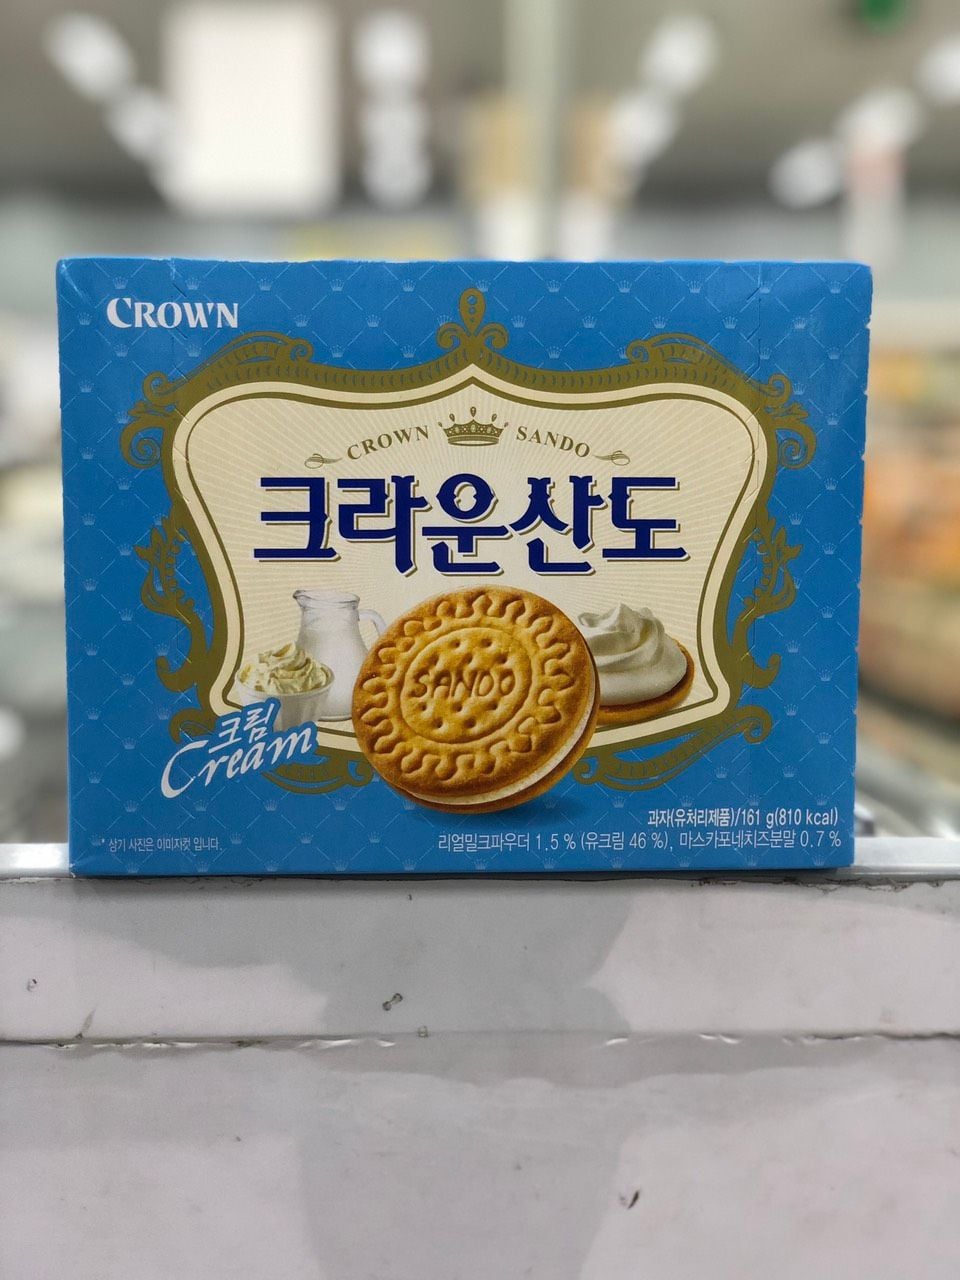 CROWN
CROWN SANDO
크라운산도
SANDO
크림
Cream
과자(유처리제품)/161 g(810 kcal)
* 상기 사진은 이미지컷 입니다.
리얼밀크파우더 1.5 % (유크림 46 %), 마스카포네치즈분말 0.7 %